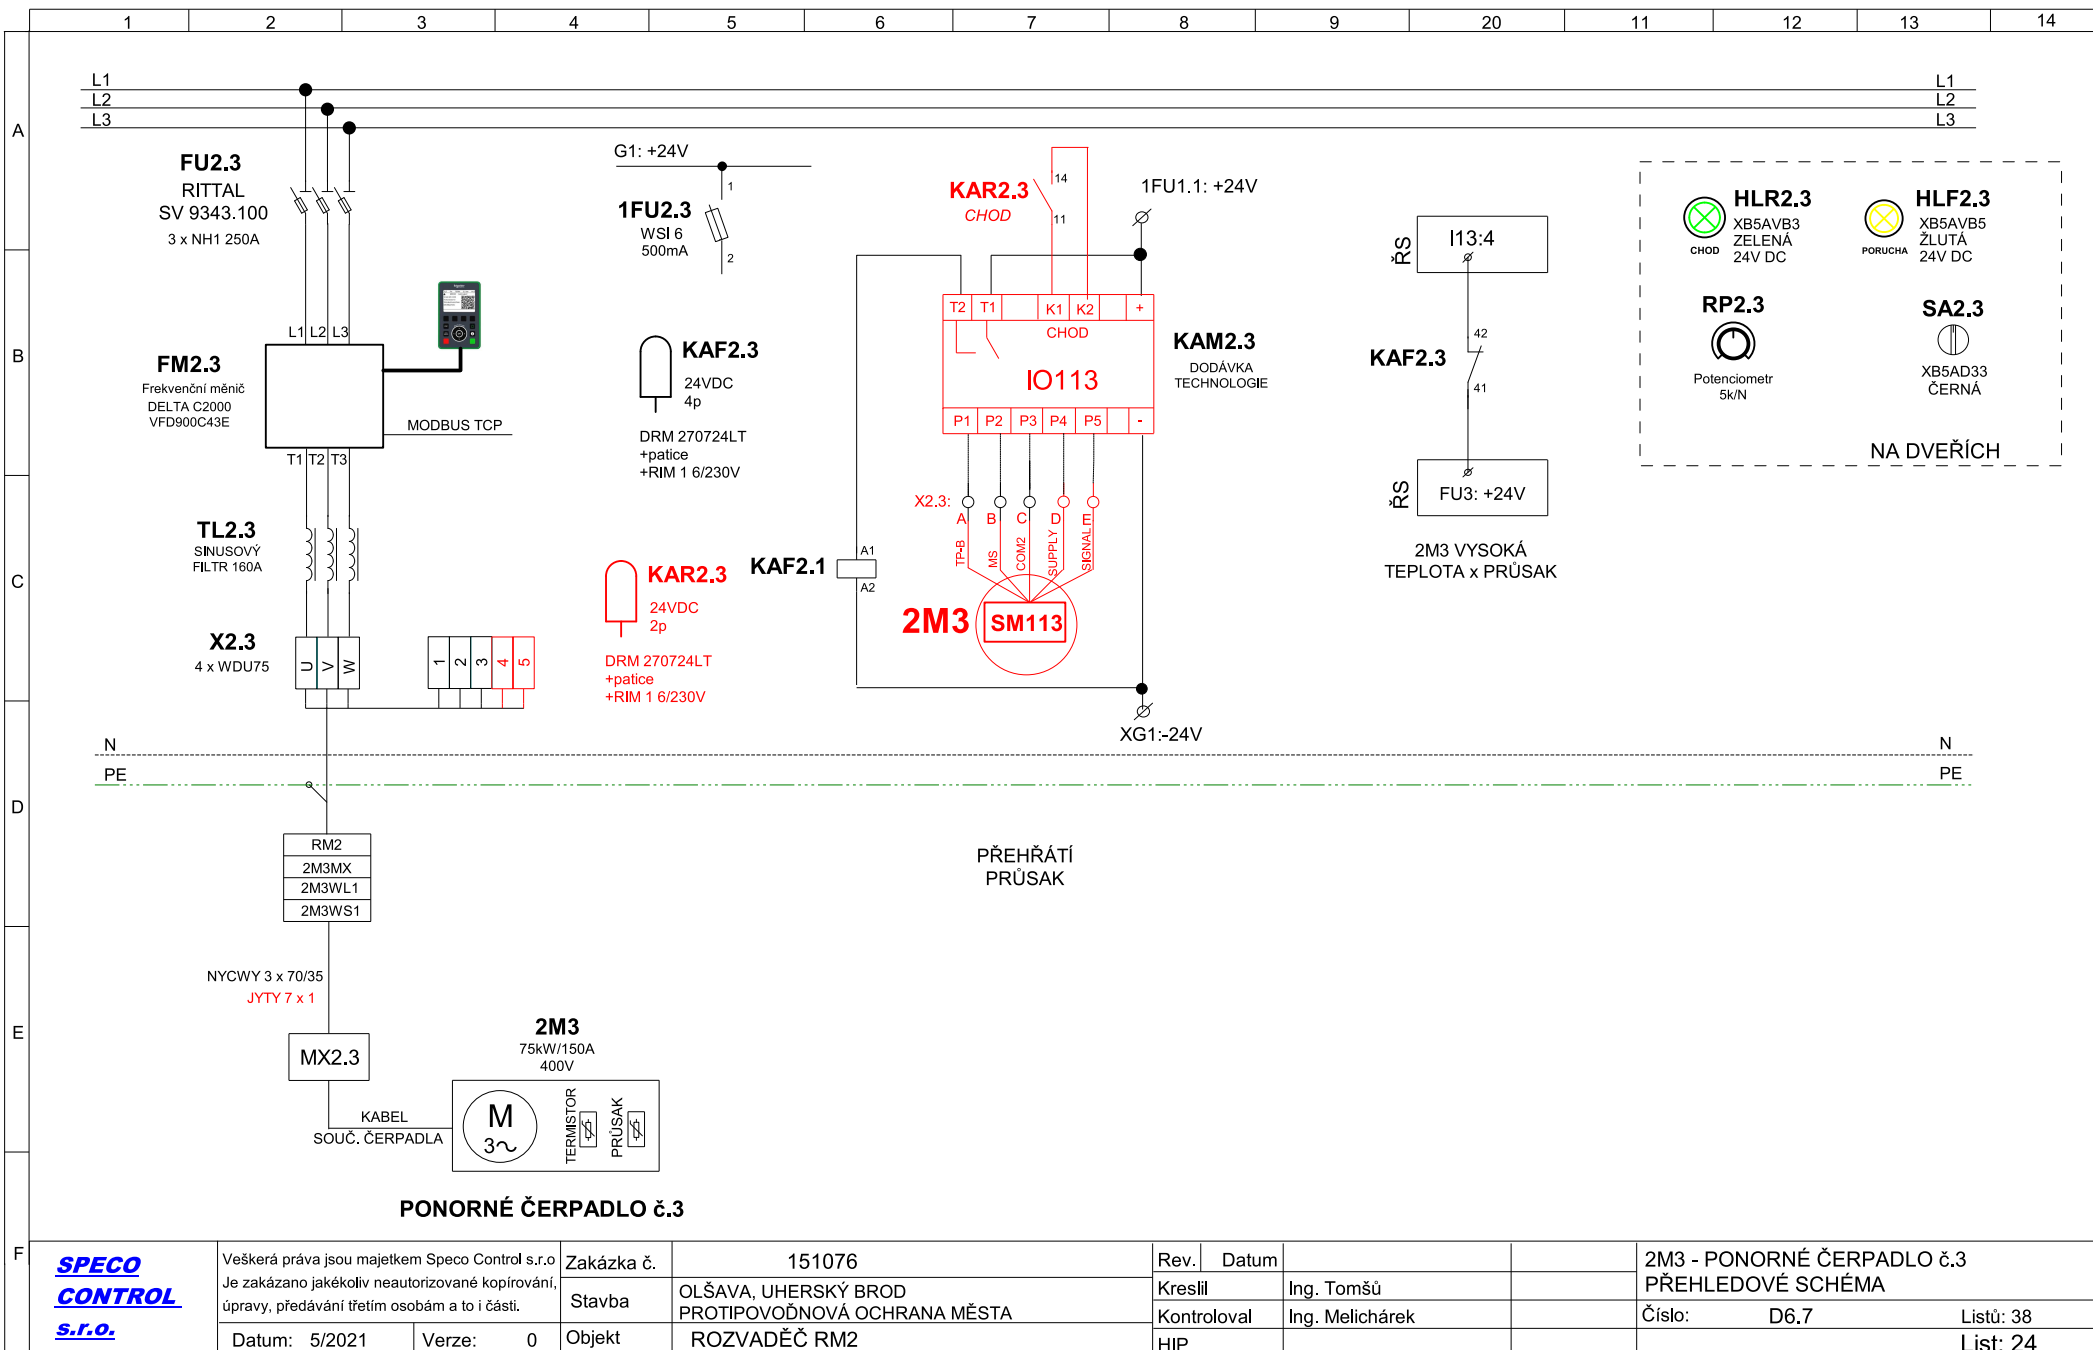 1 2 3 4 5 6 7 8 9 20 11 12 13 14
A
B
C
D
E
F
L1
L2
L3
L1
L2
L3
FU2.3
RITTAL
SV 9343.100
3 x NH1 250A
G1: +24V
1
1FU2.3
WSI 6
500mA
2
KAR2.3
CHOD
14
11
1FU1.1: +24V
T2 T1 K1 K2 +
CHOD
IO113
P1 P2 P3 P4 P5 -
KAM2.3
DODÁVKA
TECHNOLOGIE
ŘS
I13:4
42
KAF2.3
41
ŘS
FU3: +24V
2M3 VYSOKÁ
TEPLOTA x PRŮSAK
HLR2.3
XB5AVB3
ZELENÁ
24V DC
CHOD
HLF2.3
XB5AVB5
ŽLUTÁ
24V DC
PORUCHA
RP2.3
Potenciometr
5k/N
SA2.3
XB5AD33
ČERNÁ
NA DVEŘÍCH
L1 L2 L3
FM2.3
Frekvenční měnič
DELTA C2000
VFD900C43E
MODBUS TCP
T1 T2 T3
KAF2.3
24VDC
4p
DRM 270724LT
+patice
+RIM 1 6/230V
TL2.3
SINUSOVÝ
FILTR 160A
KAR2.3
24VDC
2p
DRM 270724LT
+patice
+RIM 1 6/230V
KAF2.1
A1
A2
X2.3:
A B C D E
TP-B
MS
COM2
SUPPLY
SIGNAL
2M3
SM113
XG1:-24V
X2.3
4 x WDU75
U V W
1 2 3 4 5
N
N
PE
PE
RM2
2M3MX
2M3WL1
2M3WS1
PŘEHŘÁTÍ
PRŮSAK
NYCWY 3 x 70/35
JYTY 7 x 1
MX2.3
KABEL
SOUČ. ČERPADLA
2M3
75kW/150A
400V
M
3~
TERMISTOR
PRŮSAK
PONORNÉ ČERPADLO č.3
SPECO
CONTROL
s.r.o.
Veškerá práva jsou majetkem Speco Control s.r.o
Je zakázano jakékoliv neautorizované kopírování,
úpravy, předávání třetím osobám a to i části.
Datum: 5/2021 Verze: 0
Zakázka č. 151076
Stavba
OLŠAVA, UHERSKÝ BROD
PROTIPOVOĎNOVÁ OCHRANA MĚSTA
Objekt ROZVADĚČ RM2
Rev. Datum
Kreslil Ing. Tomšů
Kontroloval Ing. Melichárek
HIP
2M3 - PONORNÉ ČERPADLO č.3
PŘEHLEDOVÉ SCHÉMA
Číslo: D6.7 Listů: 38
List: 24